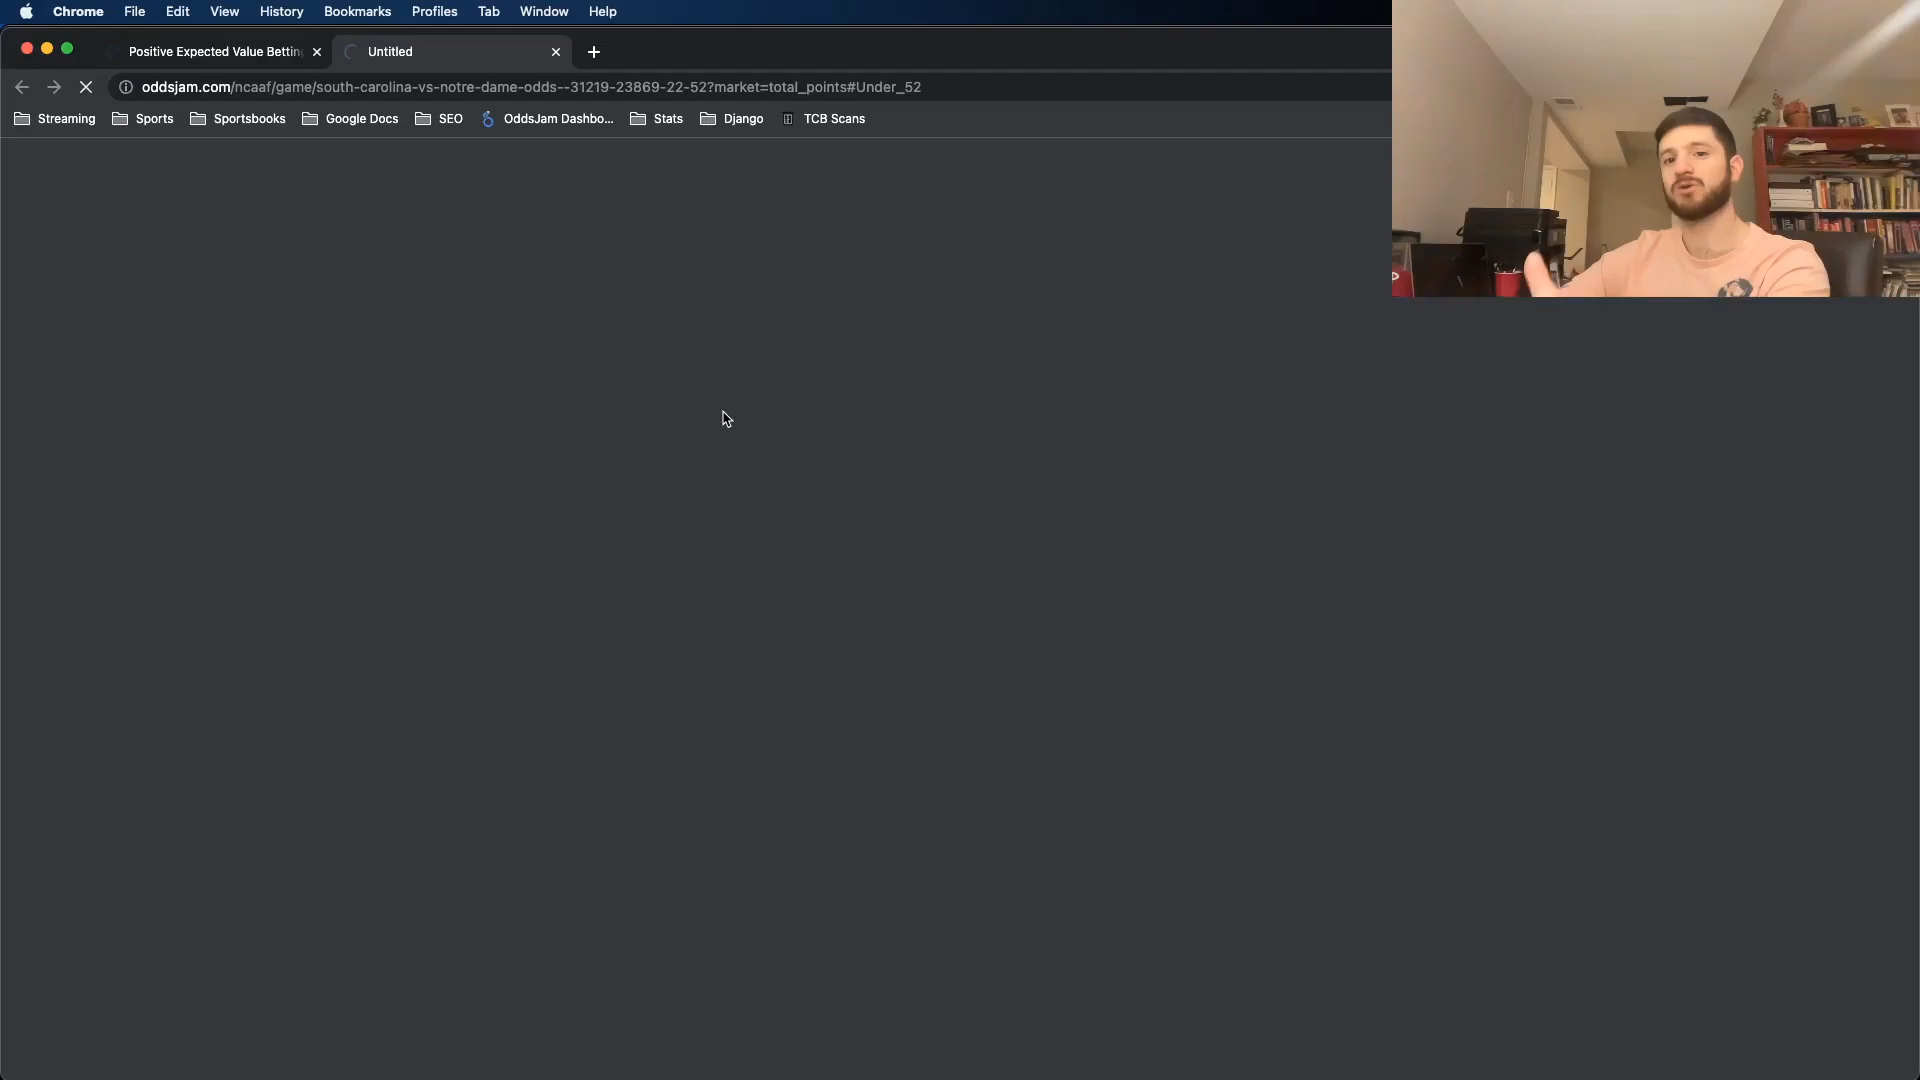 Chrome File Edit View History Bookmarks Profiles Tab Window Help
Positive Expected Value Bettin Untitled
oddsjam.com/ncaaf/game/south-carolina-vs-notre-dame-odds--31219-23869-22-52?market=total_points#Under_52
Streaming Sports Sportsbooks Google Docs SEO OddsJam Dashbo... Stats Django TCB Scans